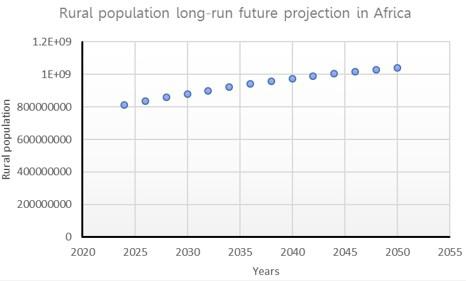 Rural population long-run future projection in Africa
1.2E+09
1E+09
800000000
600000000
400000000
200000000
0
Rural population
2020 2025 2030 2035 2040 2045 2050 2055
Years